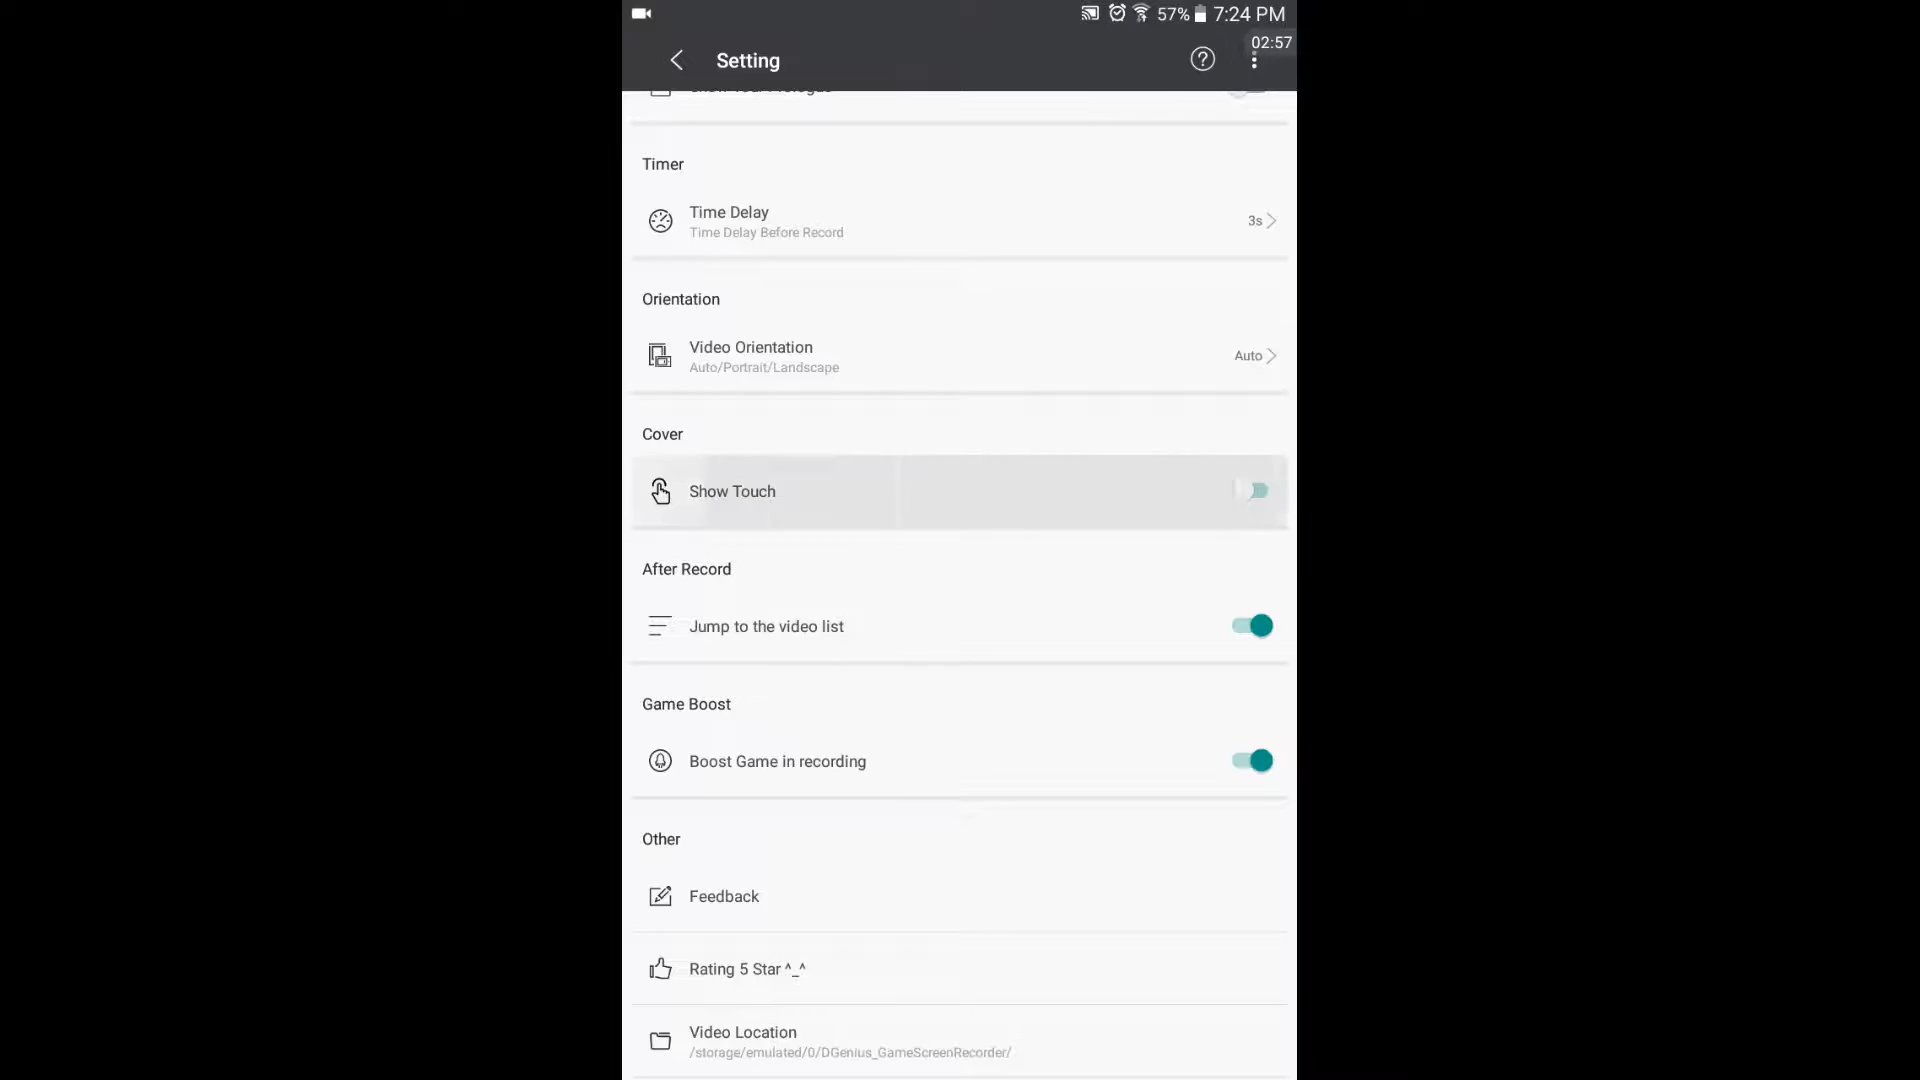 57% 7:24 PM
02:57
Setting
Timer
Time Delay
Time Delay Before Record
3s
Orientation
Video Orientation
Auto/Portrait/Landscape
Auto
Cover
Show Touch
After Record
Jump to the video list
Game Boost
Boost Game in recording
Other
Feedback
Rating 5 Star ^_^
Video Location
/storage/emulated/0/DGenius_GameScreenRecorder/